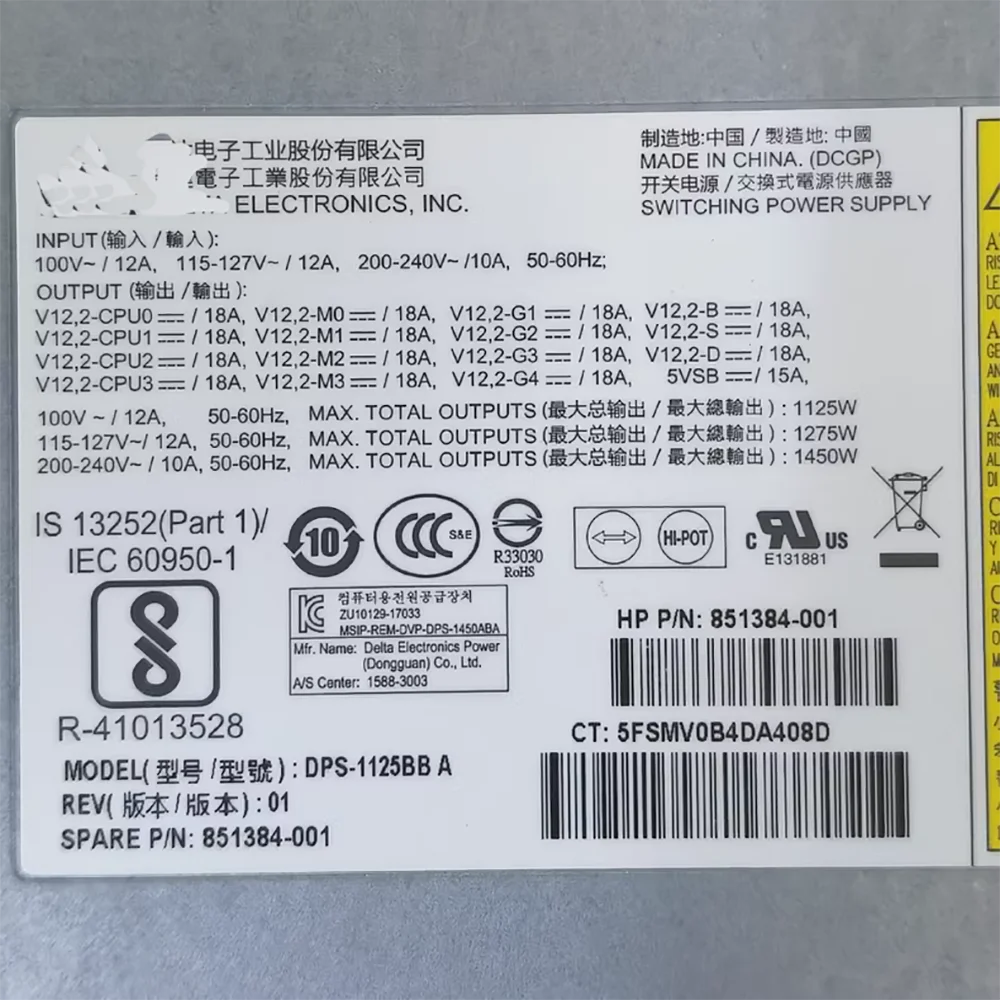 电子工业股份有限公司
電子工業股份有限公司
ELECTRONICS, INC.
制造地:中国 / 製造地: 中國
MADE IN CHINA. (DCGP)
开关电源 / 交換式電源供應器
SWITCHING POWER SUPPLY
INPUT (输入 / 輸入):
100V~ / 12A, 115-127V~ / 12A, 200-240V~ /10A, 50-60Hz;
OUTPUT (输出 / 輸出):
V12,2-CPU0 ⎓ / 18A, V12,2-M0 ⎓ / 18A, V12,2-G1 ⎓ / 18A, V12,2-B ⎓ / 18A,
V12,2-CPU1 ⎓ / 18A, V12,2-M1 ⎓ / 18A, V12,2-G2 ⎓ / 18A, V12,2-S ⎓ / 18A,
V12,2-CPU2 ⎓ / 18A, V12,2-M2 ⎓ / 18A, V12,2-G3 ⎓ / 18A, V12,2-D ⎓ / 18A,
V12,2-CPU3 ⎓ / 18A, V12,2-M3 ⎓ / 18A, V12,2-G4 ⎓ / 18A, 5VSB ⎓ / 15A,
100V ~ / 12A, 50-60Hz, MAX. TOTAL OUTPUTS (最大总输出 / 最大總輸出) : 1125W
115-127V~/ 12A, 50-60Hz, MAX. TOTAL OUTPUTS (最大总输出 / 最大總輸出) : 1275W
200-240V~ / 10A, 50-60Hz, MAX. TOTAL OUTPUTS (最大总输出 / 最大總輸出) : 1450W
IS 13252(Part 1)/
IEC 60950-1
10
CCC S&E
R33030
RoHS
HI-POT
c RU US
E131881
R-41013528
컴퓨터용전원공급장치
ZU10129-17033
MSIP-REM-DVP-DPS-1450ABA
Mfr. Name: Delta Electronics Power
(Dongguan) Co., Ltd.
A/S Center: 1588-3003
HP P/N: 851384-001
CT: 5FSMV0B4DA408D
MODEL( 型号 / 型號 ) : DPS-1125BB A
REV( 版本 / 版本 ) : 01
SPARE P/N: 851384-001